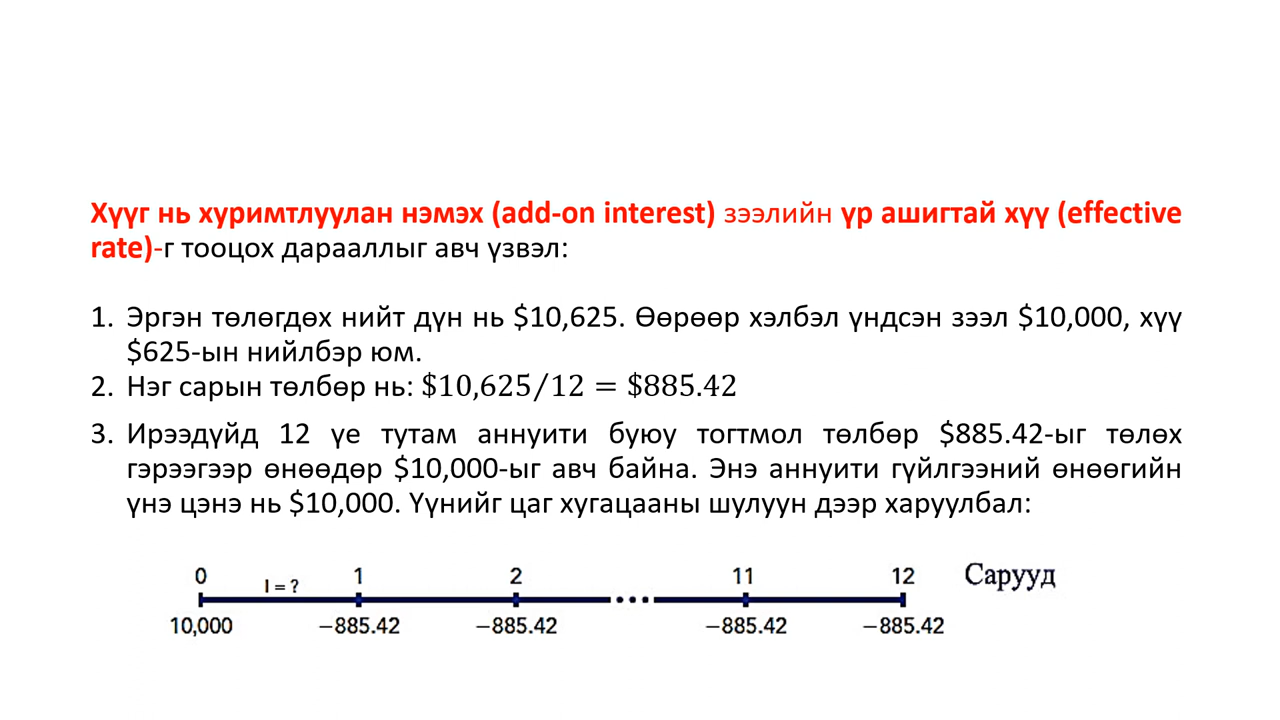 Хүүг нь хуримтлуулан нэмэх (add-on interest) зээлийн үр ашигтай хүү (effective
rate)-г тооцох дарааллыг авч үзвэл:
1. Эргэн төлөгдөх нийт дүн нь $10,625. Өөрөөр хэлбэл үндсэн зээл $10,000, хүү
$625-ын нийлбэр юм.
2. Нэг сарын төлбөр нь: $10,625/12 = $885.42
3. Ирээдүйд 12 үе тутам аннуити буюу тогтмол төлбөр $885.42-ыг төлөх
гэрээгээр өнөөдөр $10,000-ыг авч байна. Энэ аннуити гүйлгээний өнөөгийн
үнэ цэнэ нь $10,000. Үүнийг цаг хугацааны шулуун дээр харуулбал:
0 I = ? 1 2 11 12 Сарууд
10,000 −885.42 −885.42 −885.42 −885.42